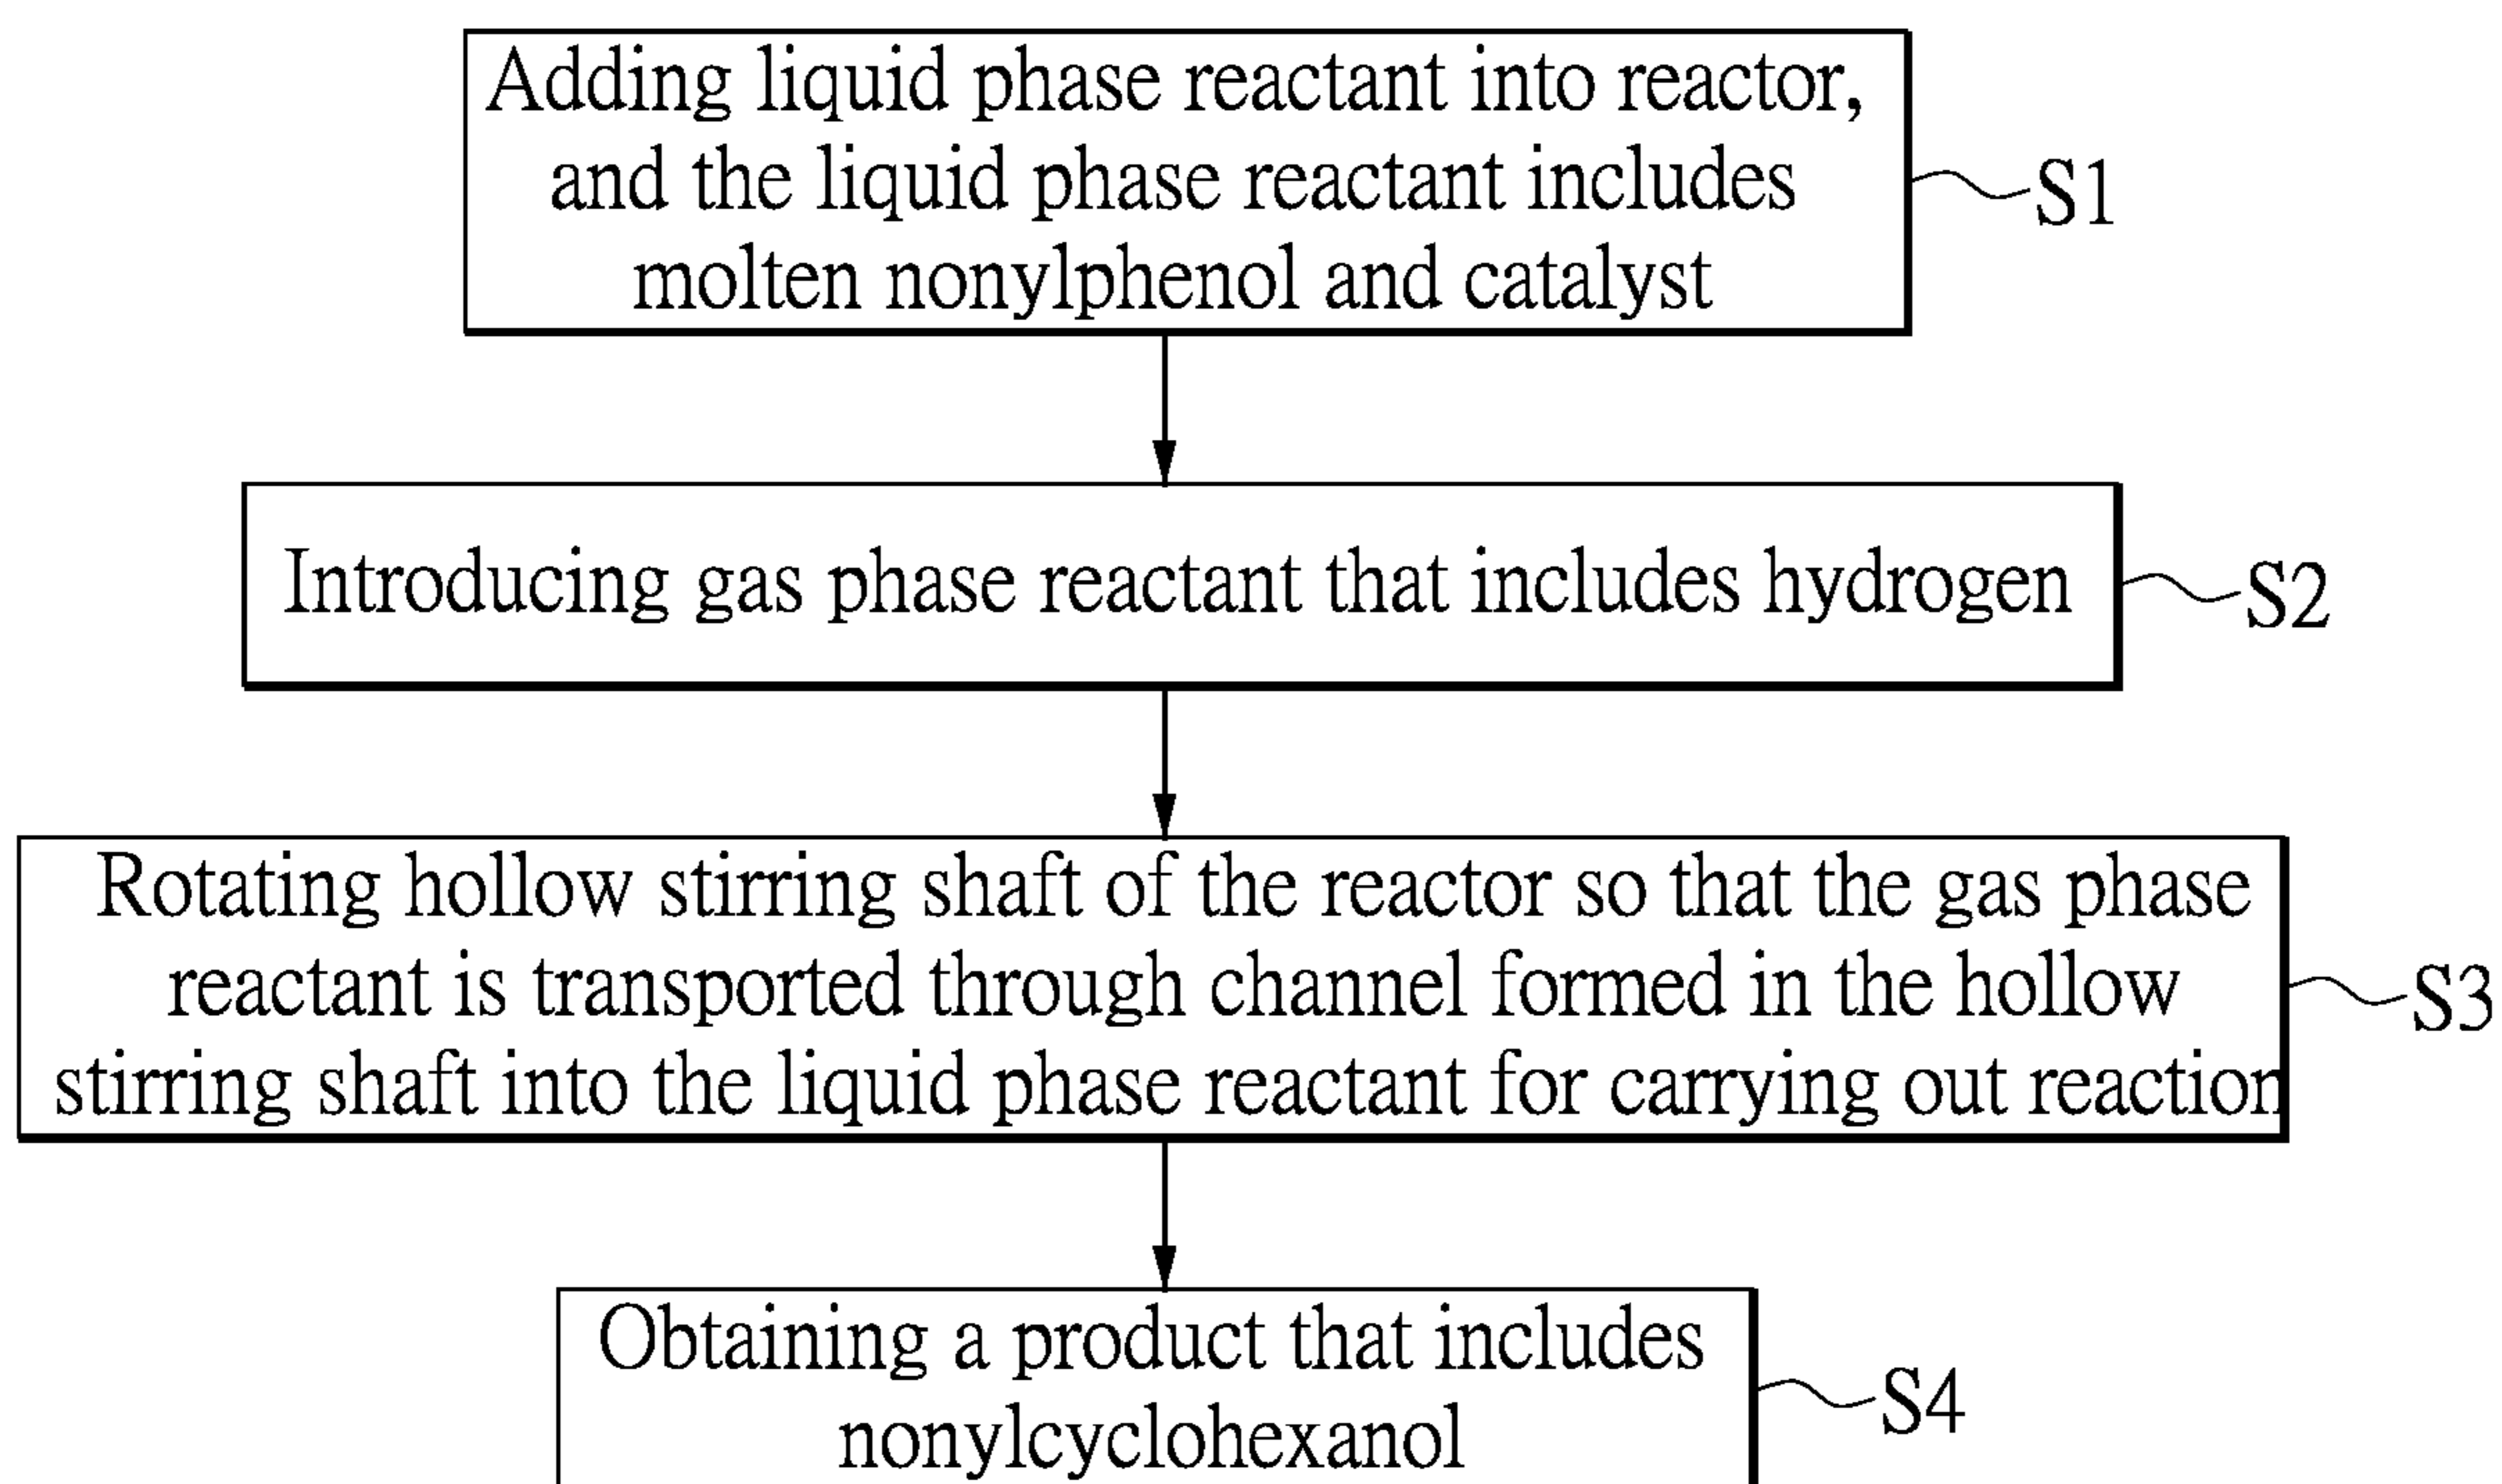 Adding liquid phase reactant into reactor,
and the liquid phase reactant includes
molten nonylphenol and catalyst
S1
Introducing gas phase reactant that includes hydrogen
S2
Rotating hollow stirring shaft of the reactor so that the gas phase
reactant is transported through channel formed in the hollow
stirring shaft into the liquid phase reactant for carrying out reaction
S3
Obtaining a product that includes
nonylcyclohexanol
S4